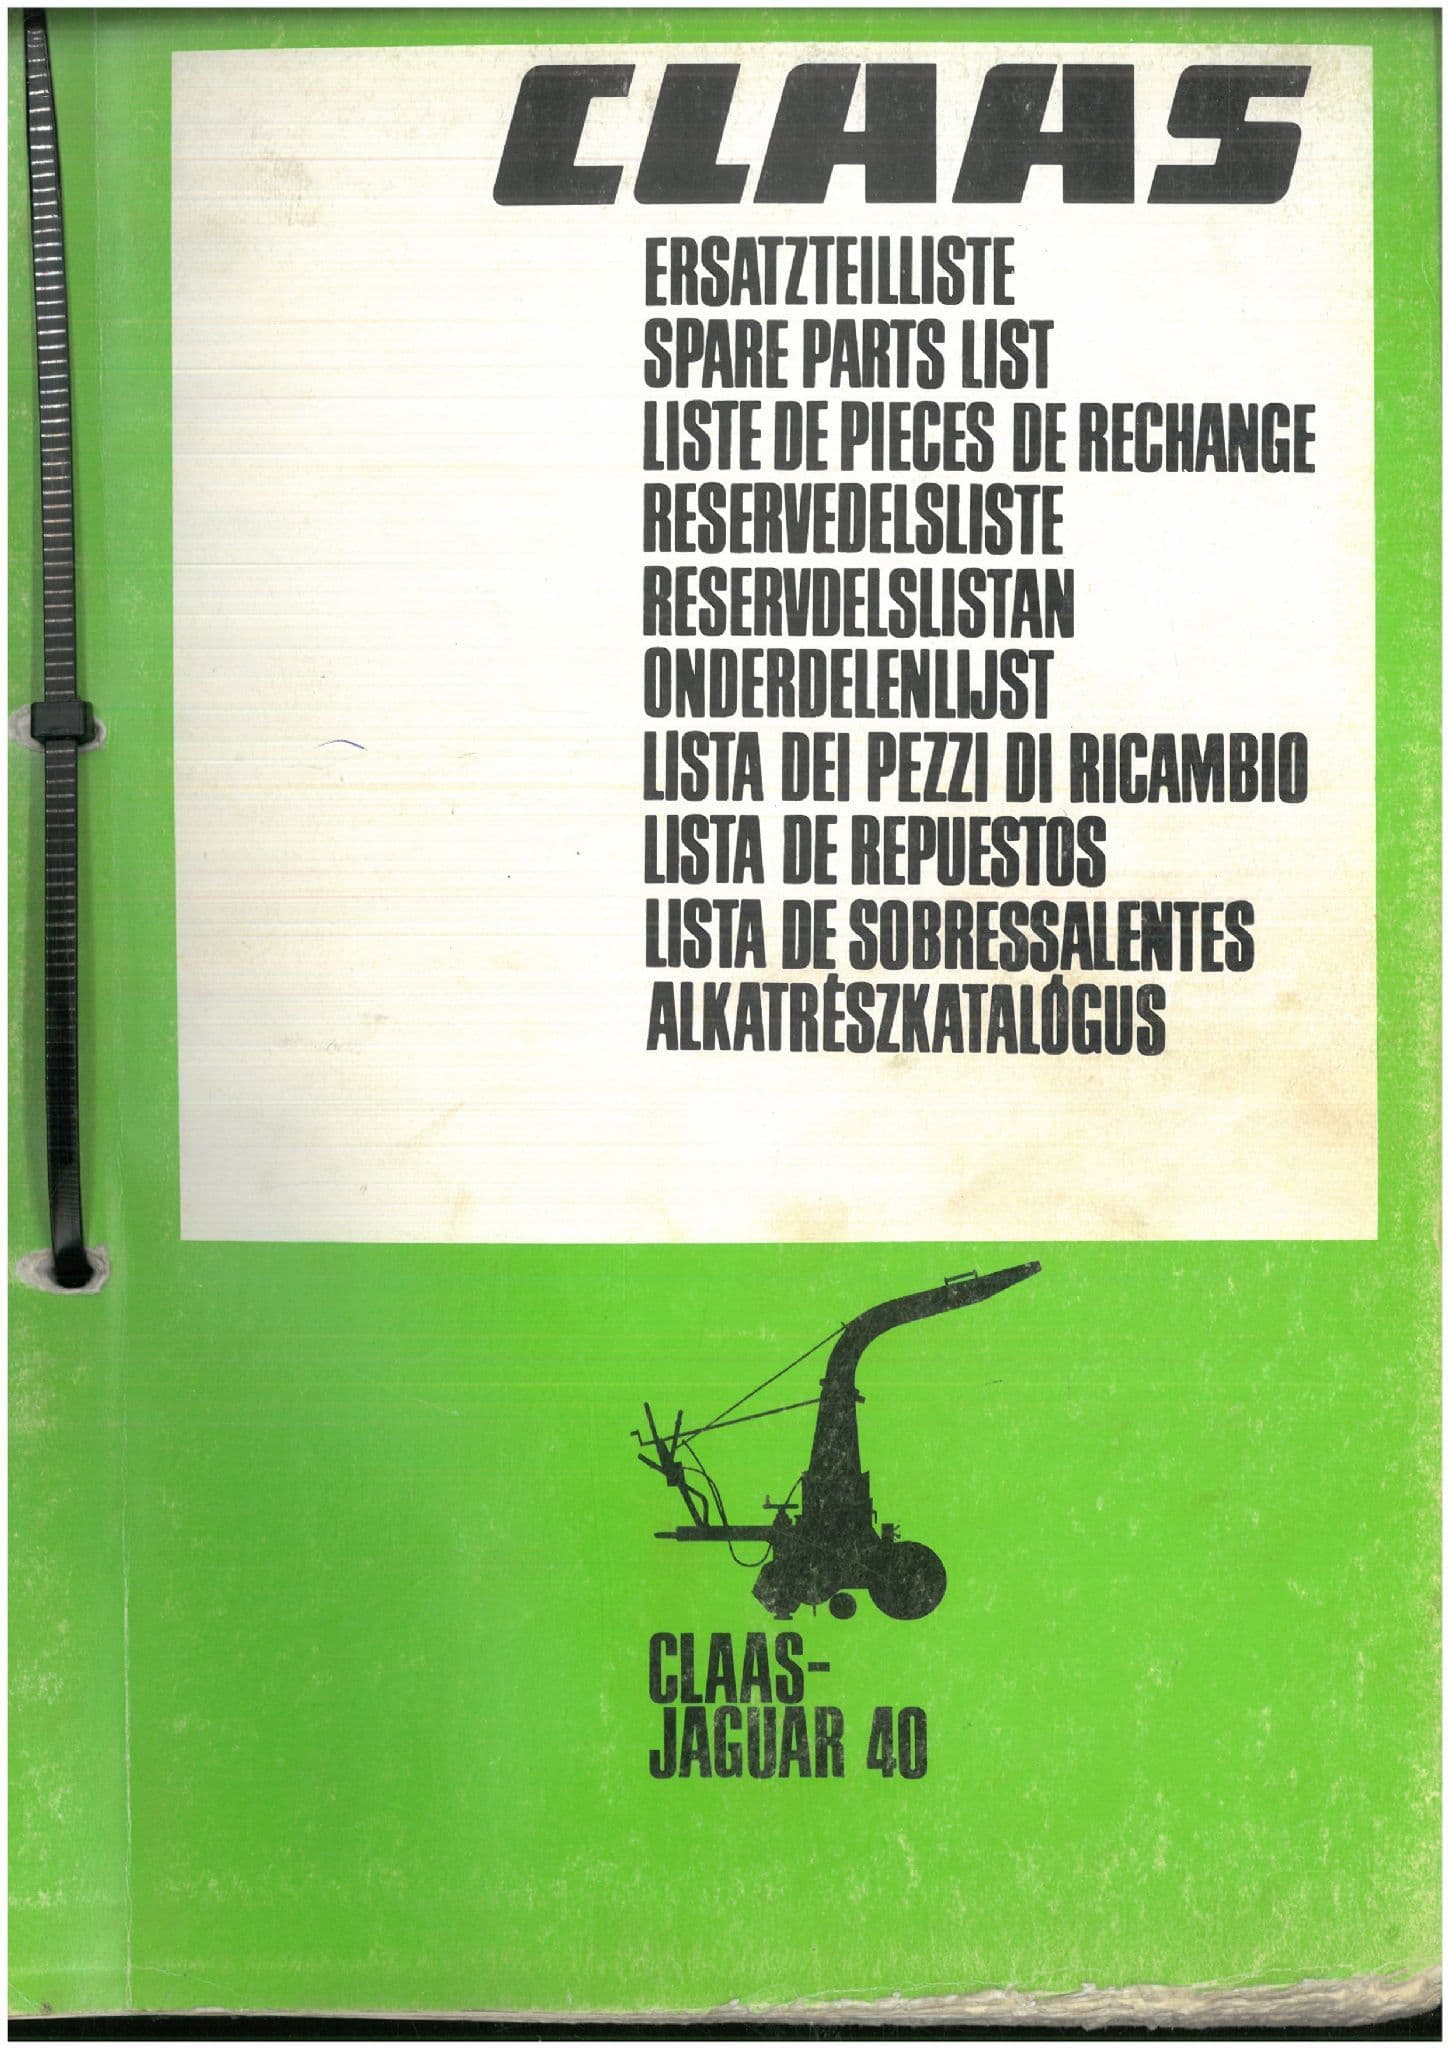 CLAAS
ERSATZTEILLISTE
SPARE PARTS LIST
LISTE DE PIECES DE RECHANGE
RESERVEDELSLISTE
RESERVDELSLISTAN
ONDERDELENLIJST
LISTA DEI PEZZI DI RICAMBIO
LISTA DE REPUESTOS
LISTA DE SOBRESSALENTES
ALKATRÉSZKATALÓGUS
CLAAS-
JAGUAR 40